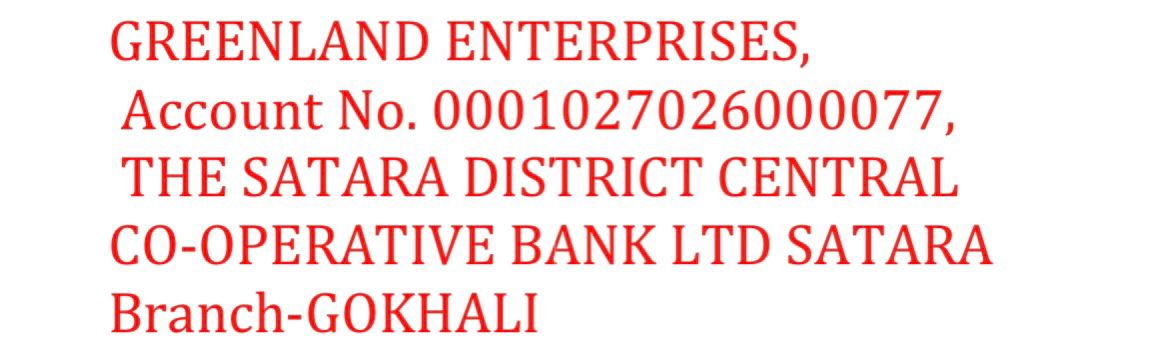 GREENLAND ENTERPRISES,
Account No. 0001027026000077,
THE SATARA DISTRICT CENTRAL
CO-OPERATIVE BANK LTD SATARA
Branch-GOKHALI